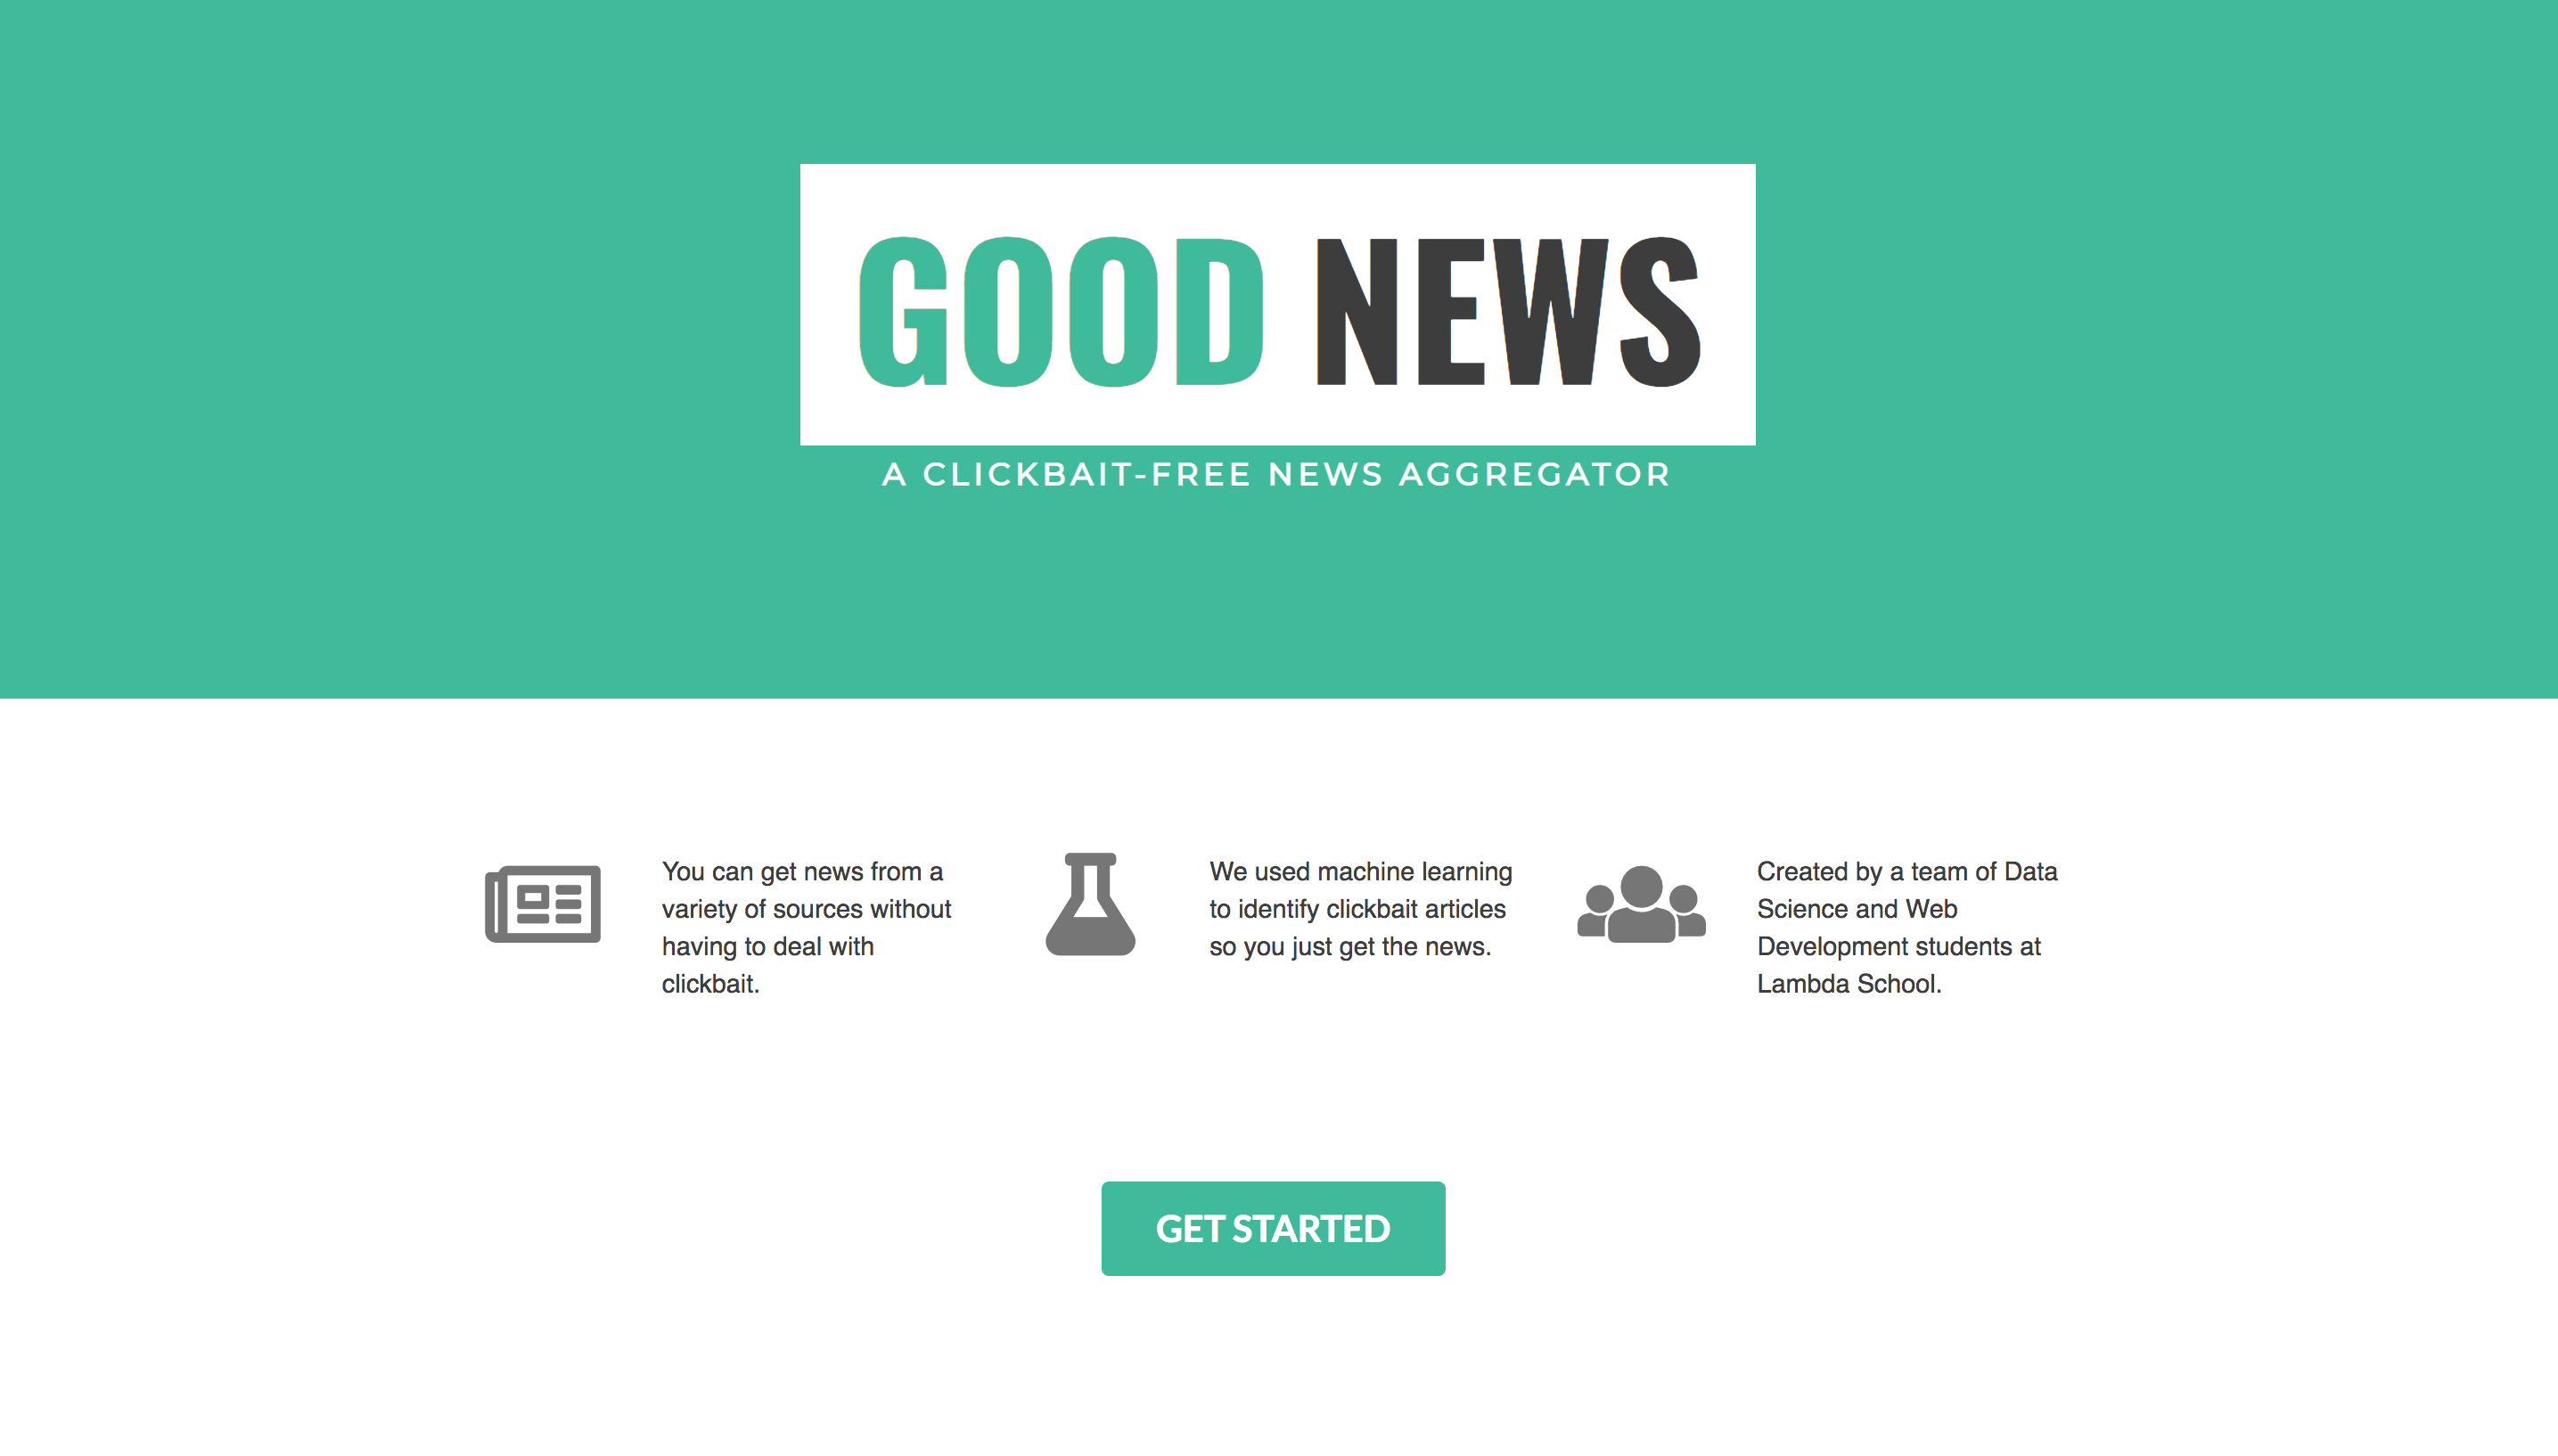 GOOD NEWS
A CLICKBAIT-FREE NEWS AGGREGATOR
You can get news from a
variety of sources without
having to deal with
clickbait.
We used machine learning
to identify clickbait articles
so you just get the news.
Created by a team of Data
Science and Web
Development students at
Lambda School.
GET STARTED